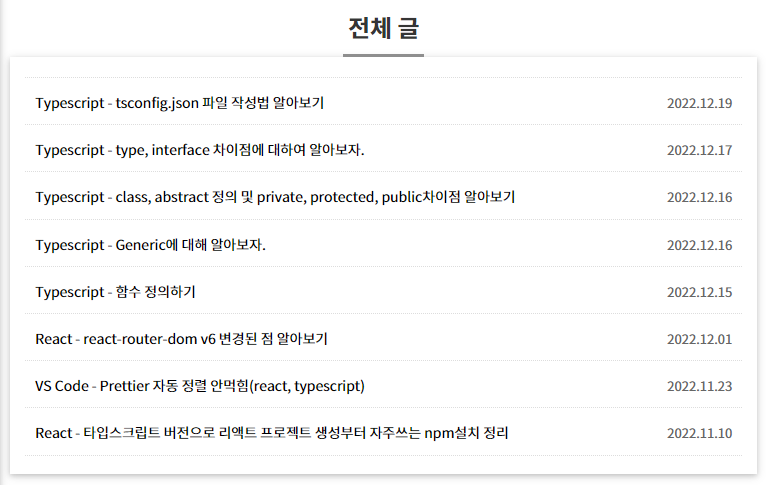 전체 글
Typescript - tsconfig.json 파일 작성법 알아보기 2022.12.19
Typescript - type, interface 차이점에 대하여 알아보자. 2022.12.17
Typescript - class, abstract 정의 및 private, protected, public차이점 알아보기 2022.12.16
Typescript - Generic에 대해 알아보자. 2022.12.16
Typescript - 함수 정의하기 2022.12.15
React - react-router-dom v6 변경된 점 알아보기 2022.12.01
VS Code - Prettier 자동 정렬 안먹힘(react, typescript) 2022.11.23
React - 타입스크립트 버전으로 리액트 프로젝트 생성부터 자주쓰는 npm설치 정리 2022.11.10